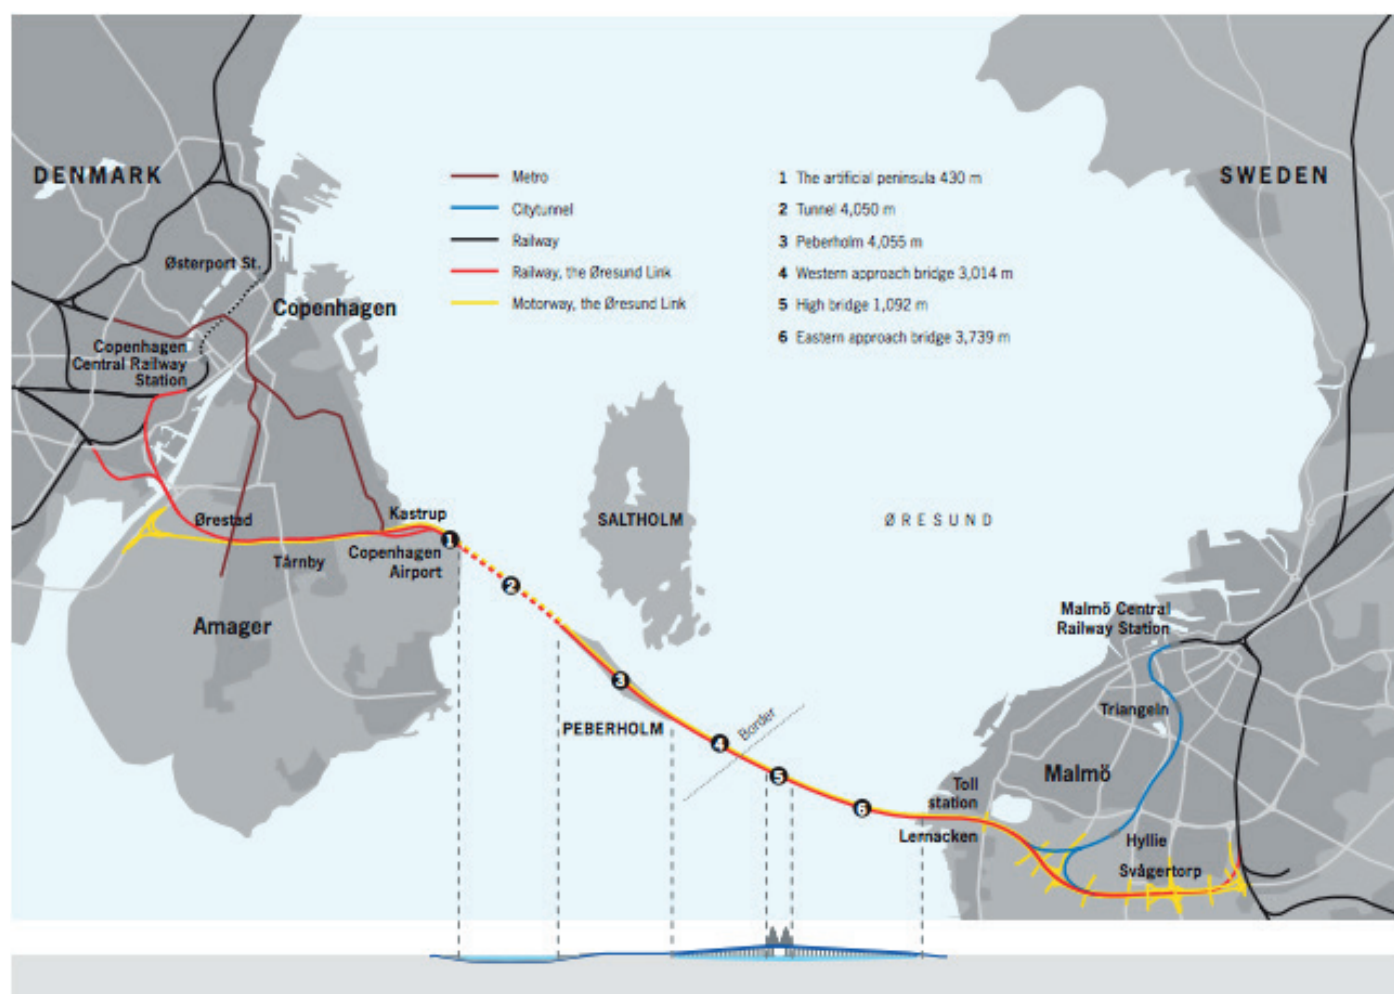 DENMARK
SWEDEN
Metro
Citytunnel
Railway
Railway, the Øresund Link
Motorway, the Øresund Link
1 The artificial peninsula 430 m
2 Tunnel 4,050 m
3 Peberholm 4,055 m
4 Western approach bridge 3,014 m
5 High bridge 1,092 m
6 Eastern approach bridge 3,739 m
Østerport St.
Copenhagen
Copenhagen
Central Railway
Station
Kastrup
Ørestad
Tårnby
Copenhagen
Airport
Amager
SALTHOLM
ØRESUND
1
2
3
PEBERHOLM
4
Border
5
6
Malmö Central
Railway Station
Triangeln
Malmö
Toll
station
Lernacken
Hyllie
Svågertorp